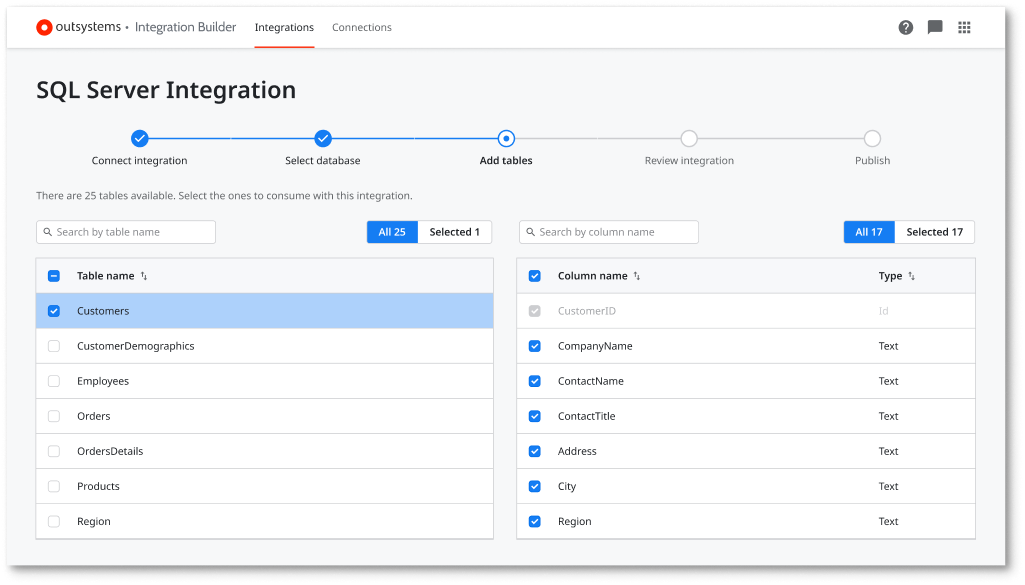 outsystems • Integration Builder Integrations Connections
SQL Server Integration
Connect integration Select database Add tables Review integration Publish
There are 25 tables available. Select the ones to consume with this integration.
Search by table name All 25 Selected 1 Search by column name All 17 Selected 17
Table name Column name Type
Customers CustomerID Id
CustomerDemographics CompanyName Text
Employees ContactName Text
Orders ContactTitle Text
OrdersDetails Address Text
Products City Text
Region Region Text